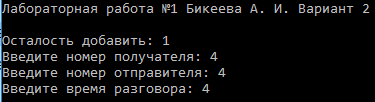 Лабораторная работа №1 Бикеева А. И. Вариант 2
Осталость добавить: 1
Введите номер получателя: 4
Введите номер отправителя: 4
Введите время разговора: 4